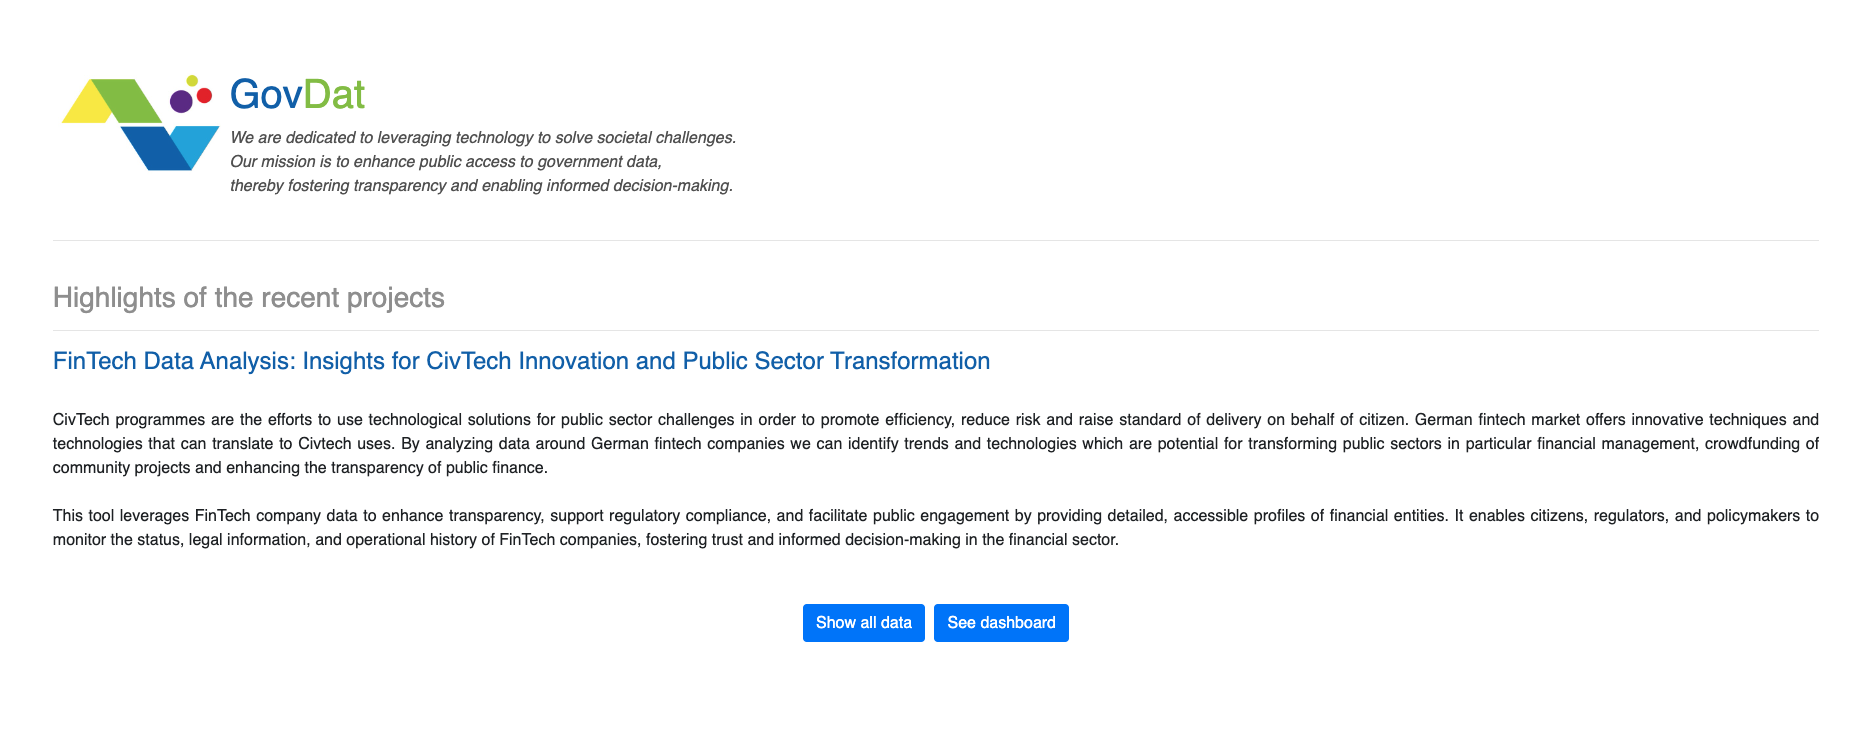 GovDat
We are dedicated to leveraging technology to solve societal challenges.
Our mission is to enhance public access to government data,
thereby fostering transparency and enabling informed decision-making.
Highlights of the recent projects
FinTech Data Analysis: Insights for CivTech Innovation and Public Sector Transformation
CivTech programmes are the efforts to use technological solutions for public sector challenges in order to promote efficiency, reduce risk and raise standard of delivery on behalf of citizen. German fintech market offers innovative techniques and
technologies that can translate to Civtech uses. By analyzing data around German fintech companies we can identify trends and technologies which are potential for transforming public sectors in particular financial management, crowdfunding of
community projects and enhancing the transparency of public finance.
This tool leverages FinTech company data to enhance transparency, support regulatory compliance, and facilitate public engagement by providing detailed, accessible profiles of financial entities. It enables citizens, regulators, and policymakers to
monitor the status, legal information, and operational history of FinTech companies, fostering trust and informed decision-making in the financial sector.
Show all data See dashboard